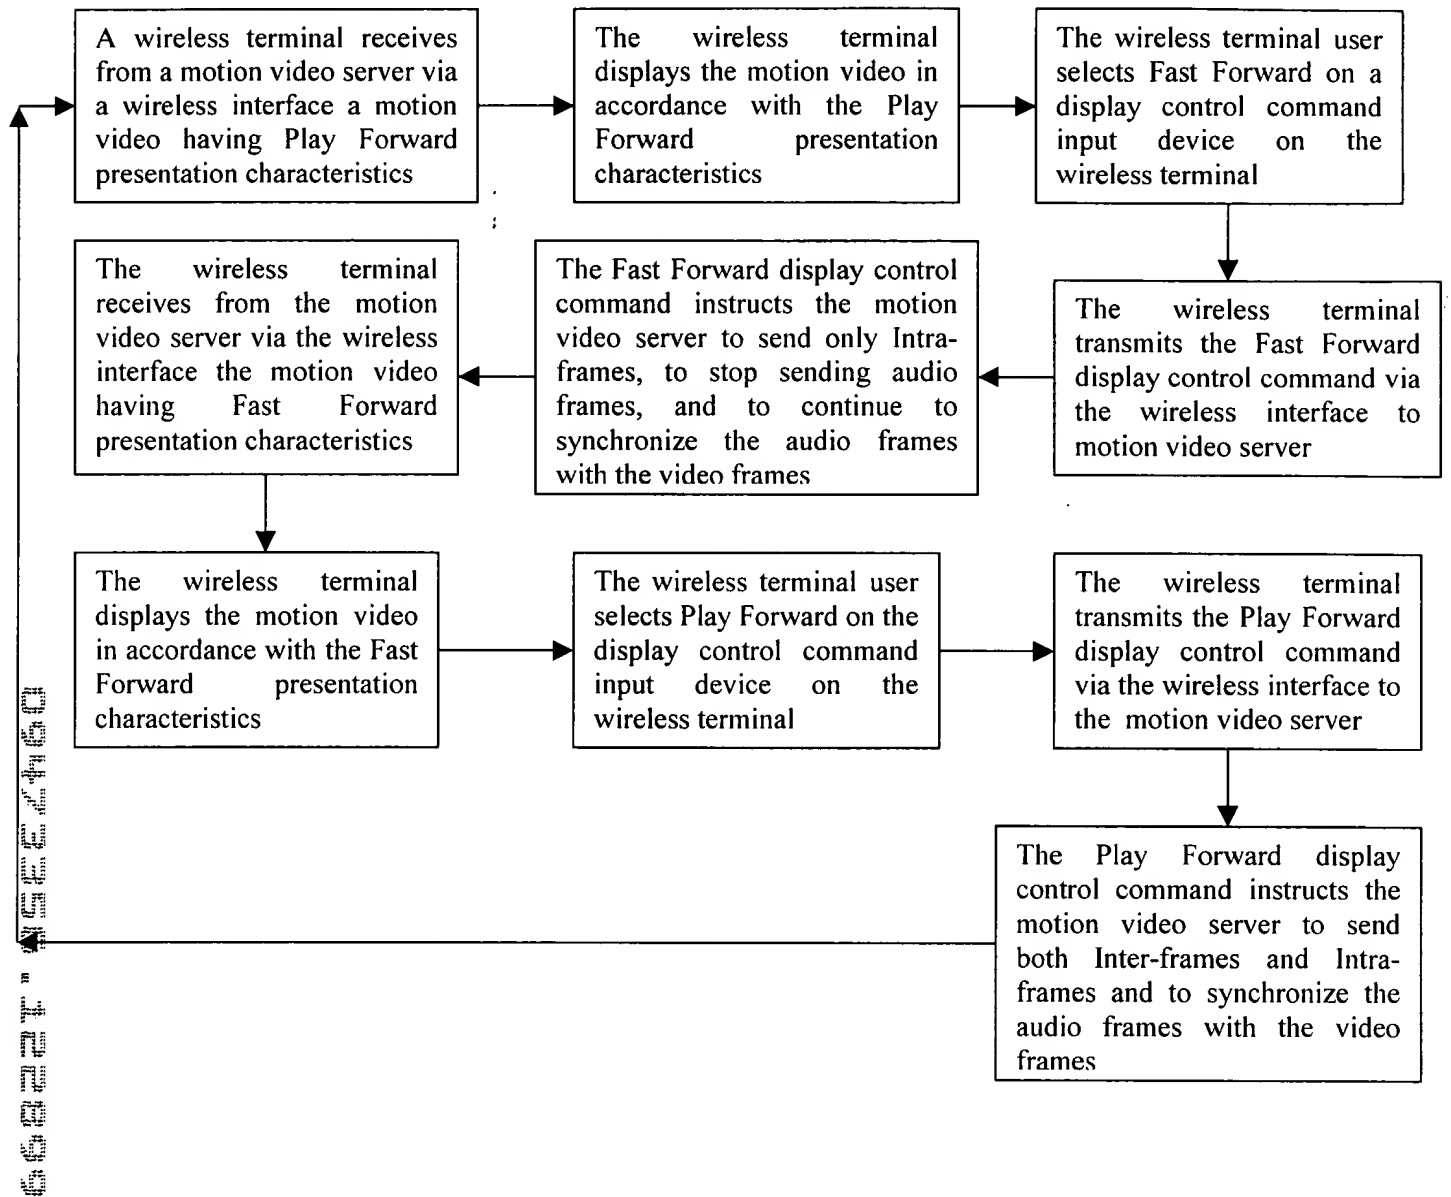 A wireless terminal receives
from a motion video server via
a wireless interface a motion
video having Play Forward
presentation characteristics
The wireless terminal
displays the motion video in
accordance with the Play
Forward presentation
characteristics
The wireless terminal user
selects Fast Forward on a
display control command
input device on the
wireless terminal
The wireless terminal
transmits the Fast Forward
display control command via
the wireless interface to
motion video server
The Fast Forward display control
command instructs the motion
video server to send only Intra-
frames, to stop sending audio
frames, and to continue to
synchronize the audio frames
with the video frames
The wireless terminal
receives from the motion
video server via the wireless
interface the motion video
having Fast Forward
presentation characteristics
The wireless terminal
displays the motion video
in accordance with the Fast
Forward presentation
characteristics
The wireless terminal user
selects Play Forward on the
display control command
input device on the
wireless terminal
The wireless terminal
transmits the Play Forward
display control command
via the wireless interface to
the motion video server
The Play Forward display
control command instructs the
motion video server to send
both Inter-frames and Intra-
frames and to synchronize the
audio frames with the video
frames